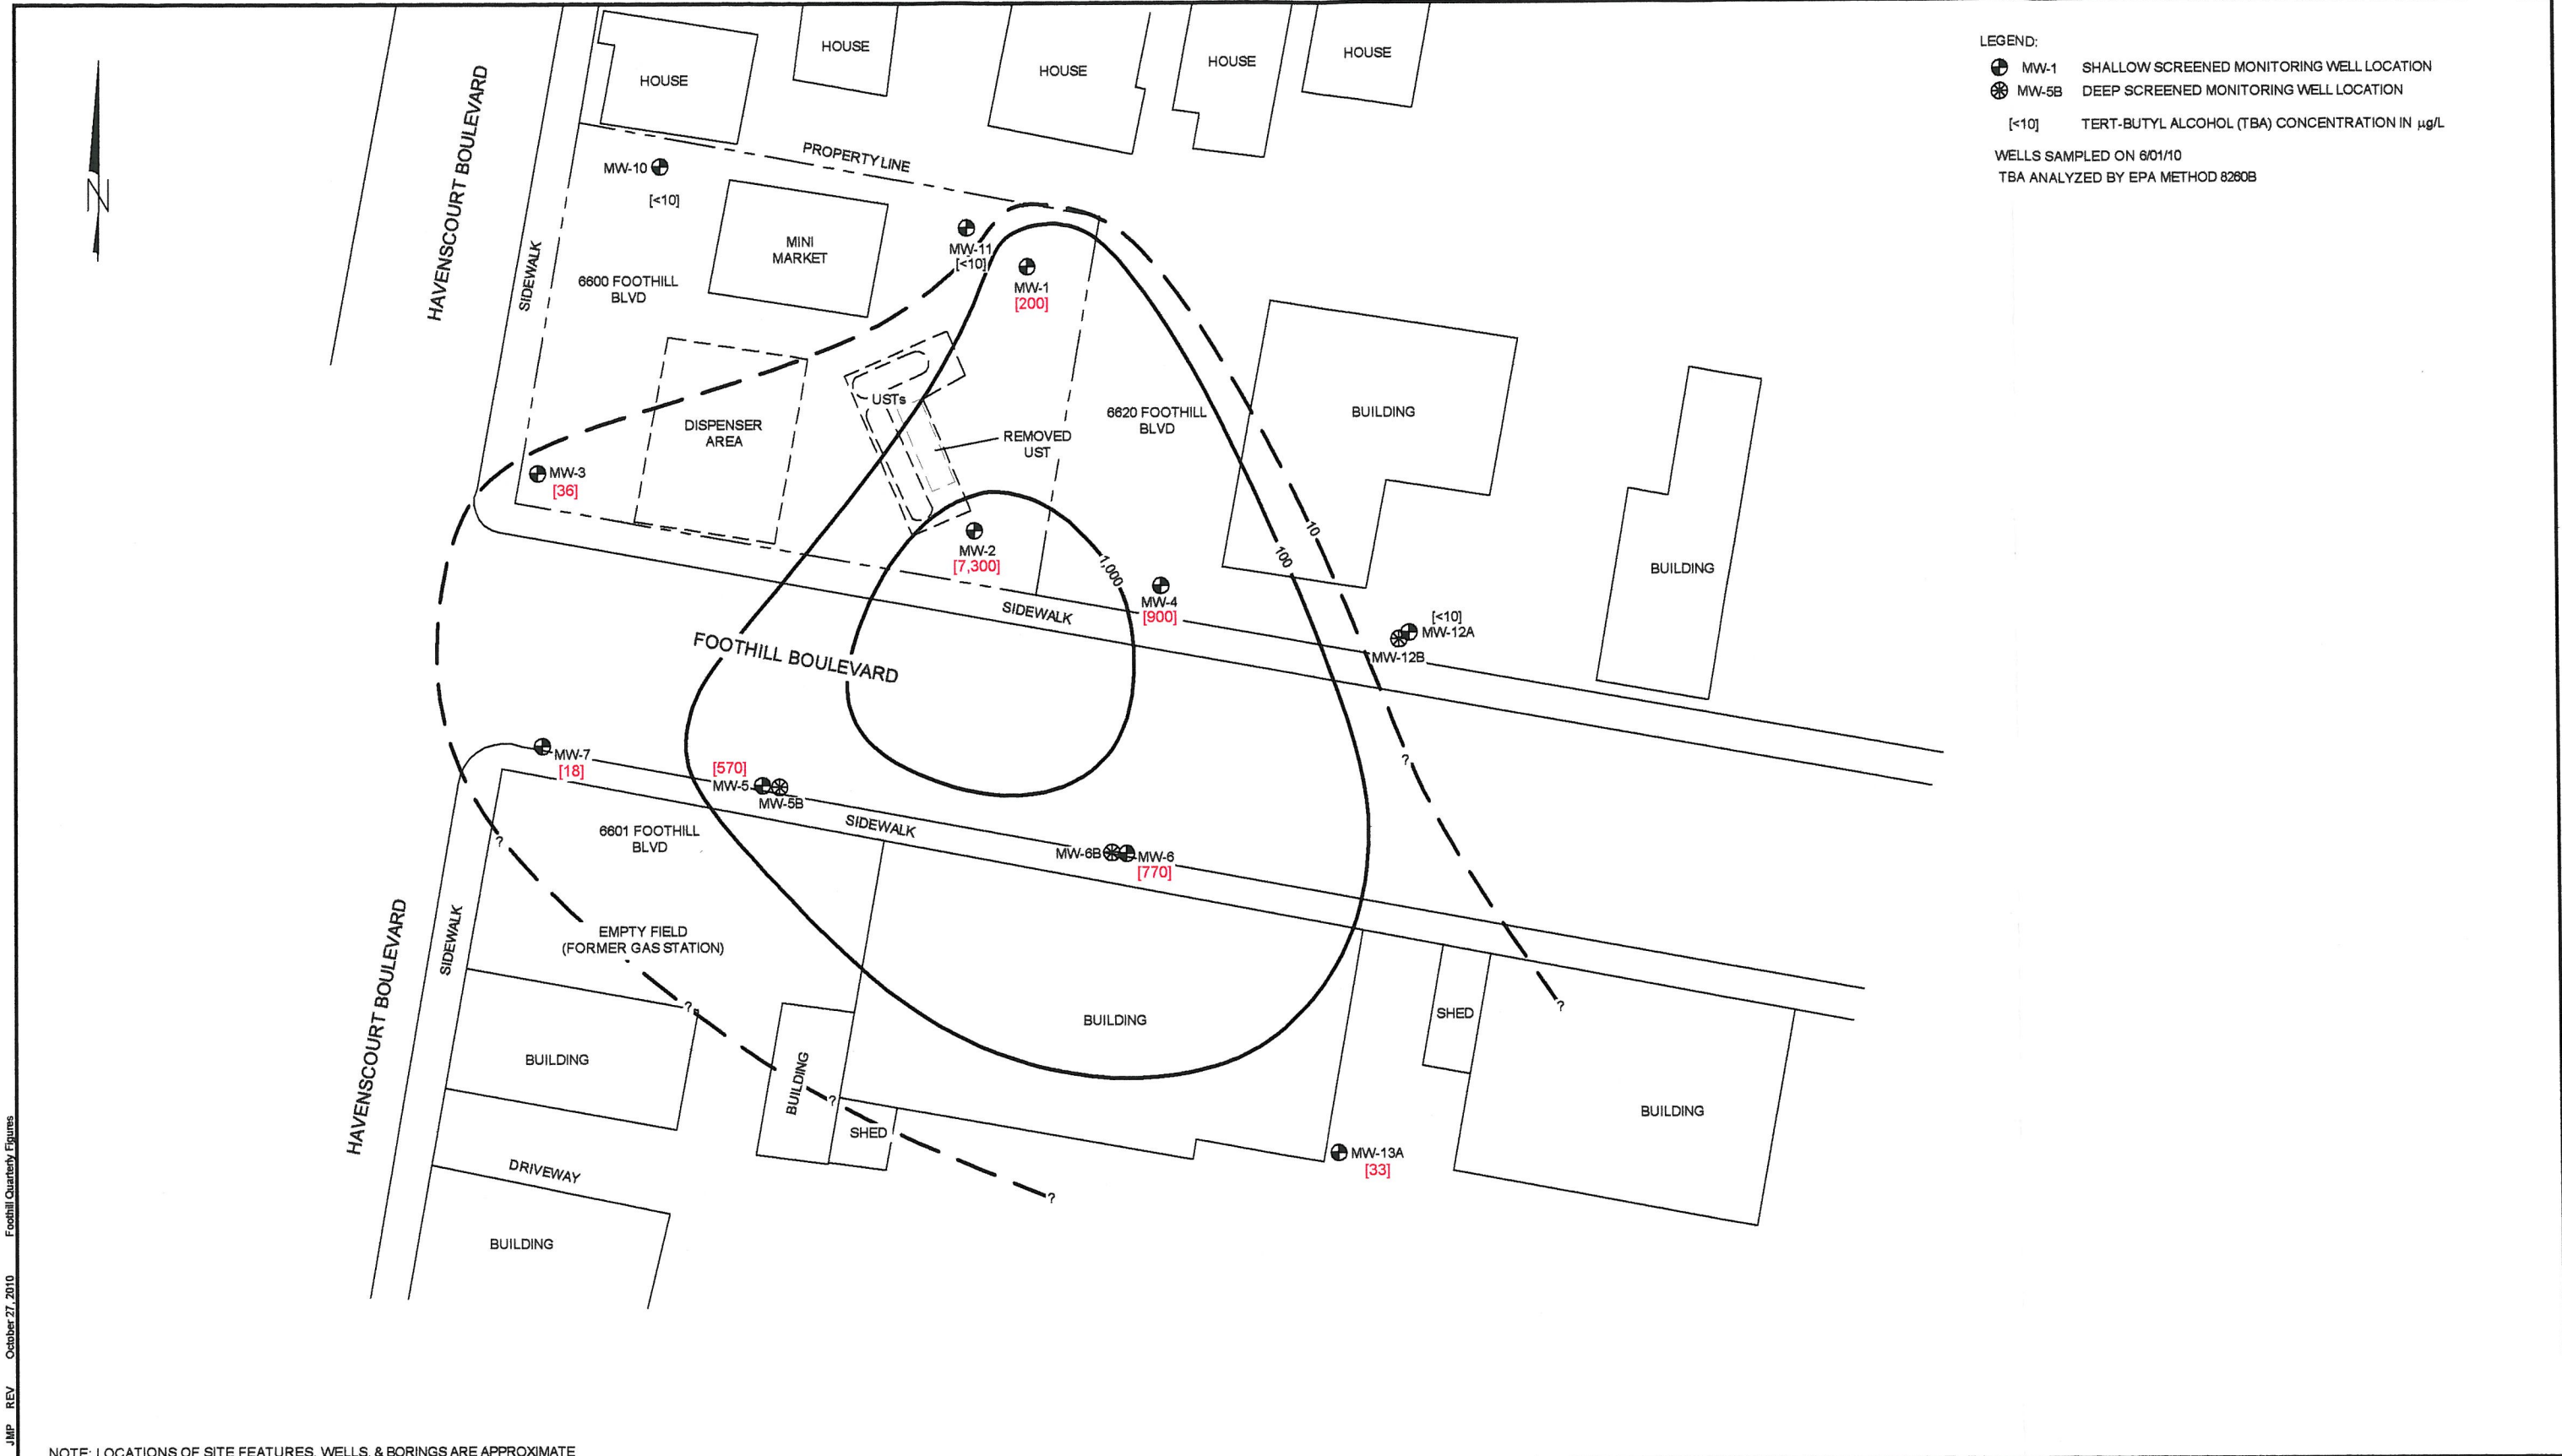 HOUSE
HOUSE
HOUSE
HOUSE
HOUSE
LEGEND:
MW-1 SHALLOW SCREENED MONITORING WELL LOCATION
MW-5B DEEP SCREENED MONITORING WELL LOCATION
[<10] TERT-BUTYL ALCOHOL (TBA) CONCENTRATION IN µg/L
WELLS SAMPLED ON 6/01/10
TBA ANALYZED BY EPA METHOD 8260B
N
HAVENSCOURT BOULEVARD
SIDEWALK
PROPERTY LINE
MW-10
[<10]
MINI
MARKET
6600 FOOTHILL
BLVD
MW-11
[<10]
MW-1
[200]
USTs
DISPENSER
AREA
REMOVED
UST
6620 FOOTHILL
BLVD
BUILDING
MW-3
[36]
MW-2
[7,300]
1,000
100
10
BUILDING
MW-4
[900]
SIDEWALK
[<10]
MW-12A
MW-12B
FOOTHILL BOULEVARD
MW-7
[18]
[570]
MW-5
MW-5B
?
SIDEWALK
6601 FOOTHILL
BLVD
?
MW-6B
MW-6
[770]
HAVENSCOURT BOULEVARD
SIDEWALK
EMPTY FIELD
(FORMER GAS STATION)
?
?
BUILDING
SHED
BUILDING
BUILDING
?
SHED
BUILDING
MW-13A
[33]
DRIVEWAY
?
BUILDING
JMP REV October 27, 2010 Foothill Quarterly Figures
NOTE: LOCATIONS OF SITE FEATURES, WELLS, & BORINGS ARE APPROXIMATE